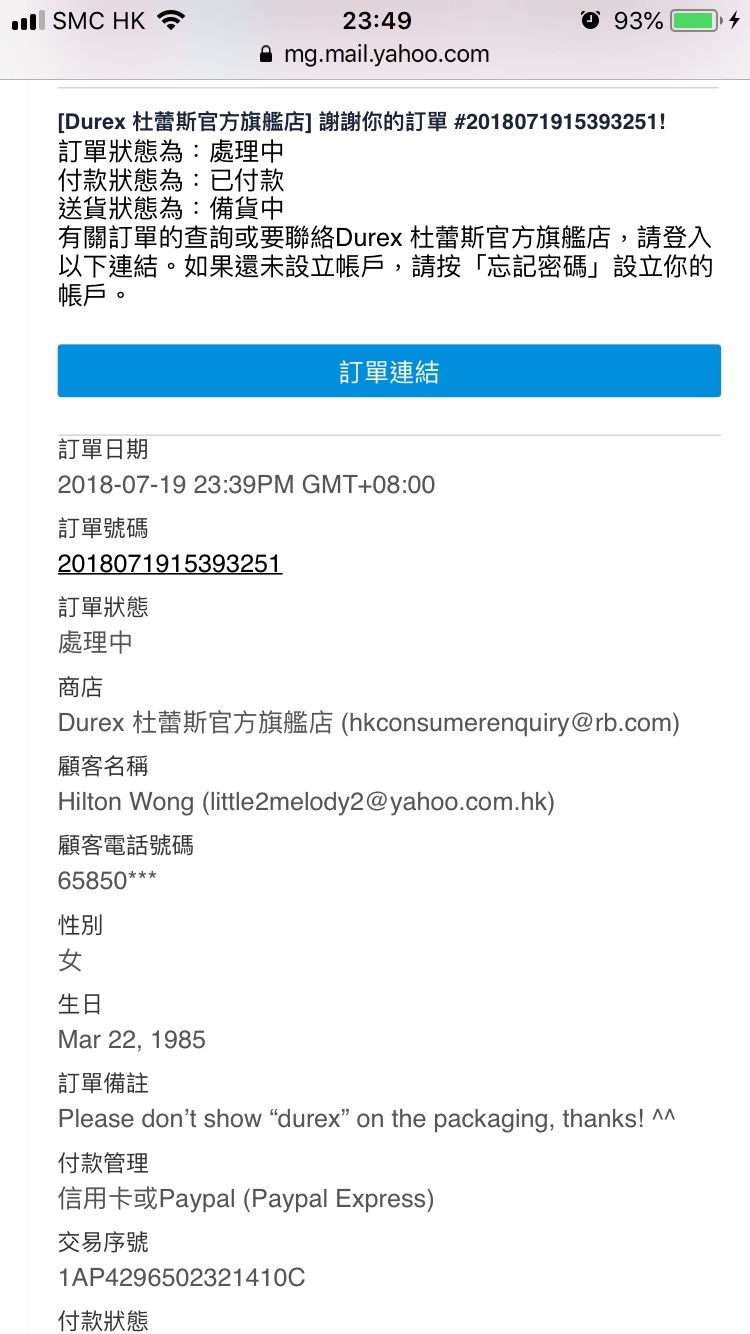 SMC HK 23:49 93%
mg.mail.yahoo.com
[Durex 杜蕾斯官方旗艦店] 謝謝你的訂單 #2018071915393251!
訂單狀態為：處理中
付款狀態為：已付款
送貨狀態為：備貨中
有關訂單的查詢或要聯絡Durex 杜蕾斯官方旗艦店，請登入
以下連結。如果還未設立帳戶，請按「忘記密碼」設立你的
帳戶。
訂單連結
訂單日期
2018-07-19 23:39PM GMT+08:00
訂單號碼
2018071915393251
訂單狀態
處理中
商店
Durex 杜蕾斯官方旗艦店 (hkconsumerenquiry@rb.com)
顧客名稱
Hilton Wong (little2melody2@yahoo.com.hk)
顧客電話號碼
65850***
性別
女
生日
Mar 22, 1985
訂單備註
Please don’t show “durex” on the packaging, thanks! ^^
付款管理
信用卡或Paypal (Paypal Express)
交易序號
1AP4296502321410C
付款狀態